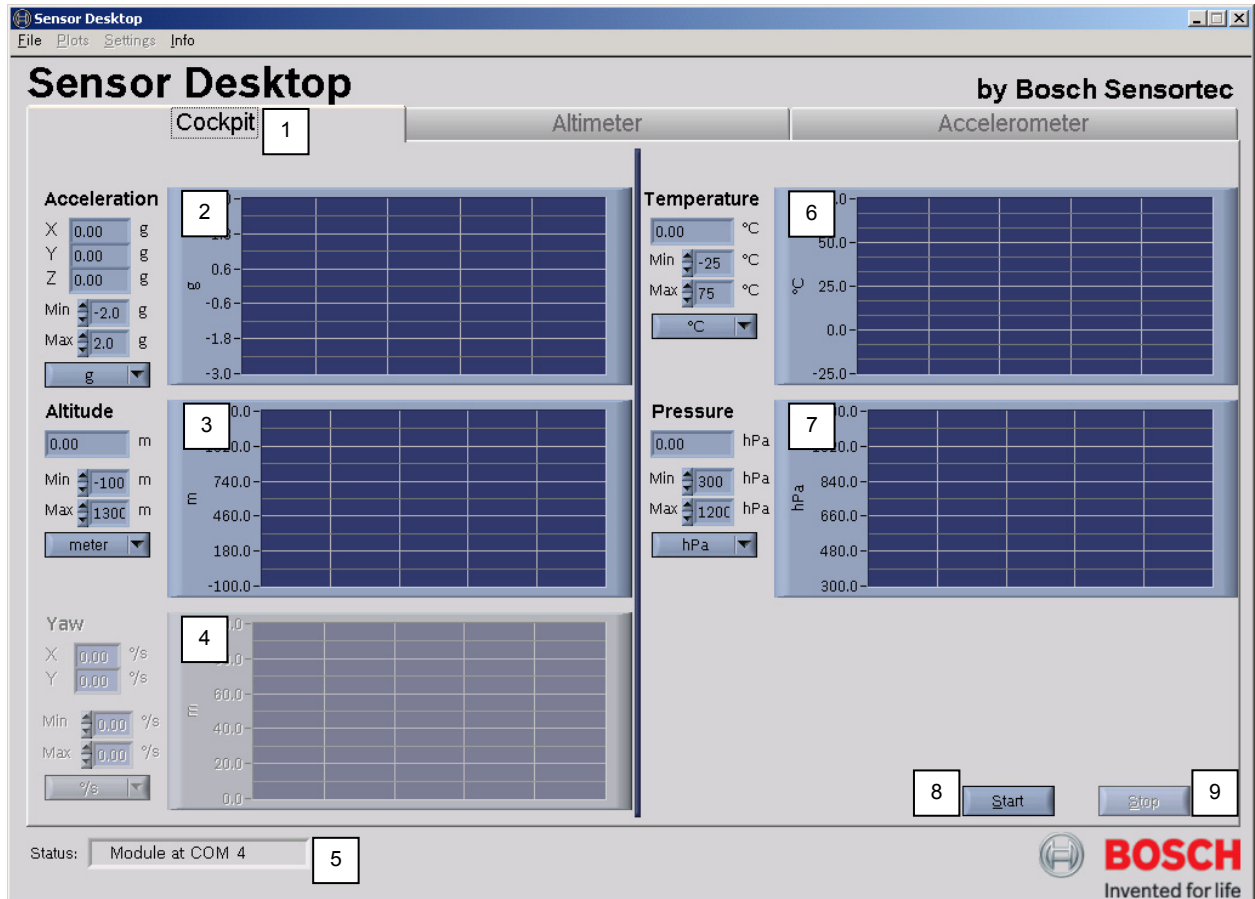 Sensor Desktop
File Plots Settings Info
Sensor Desktop
by Bosch Sensortec
Cockpit 1
Altimeter
Accelerometer
Acceleration
X 0.00 g
Y 0.00 g
Z 0.00 g
Min -2.0 g
Max 2.0 g
g
2
g
0.6
-0.6
-1.8
-3.0
Altitude
0.00 m
Min -100 m
Max m
meter
3
m
740.0
460.0
180.0
-100.0
Yaw
X 0.00 °/s
Y 0.00 °/s
Min 0.00 °/s
Max 0.00 °/s
°/s
4
m
60.0
40.0
20.0
0.0
Temperature
0.00 °C
Min -25 °C
Max 75 °C
°C
6
°C
50.0
25.0
0.0
-25.0
Pressure
0.00 hPa
Min 300 hPa
Max hPa
hPa
7
hPa
840.0
660.0
480.0
300.0
8 Start
Stop 9
Status: Module at COM 4 5
BOSCH
Invented for life